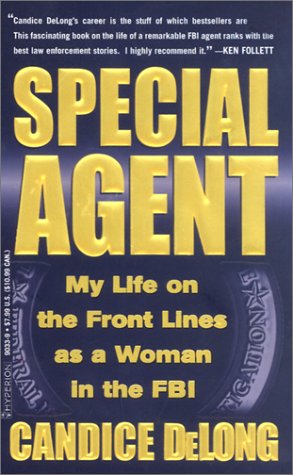 "Candice DeLong's career is the stuff of which bestsellers are
This fascinating book on the life of a remarkable FBI agent ranks with the
best law enforcement stories. I highly recommend it." —KEN FOLLETT
SPECIAL
AGENT
My Life on
the Front Lines
as a Woman
in the FBI
CANDICE DeLONG
HYPERION 9033-9 • $7.99 U.S. ($10.99 CAN.)